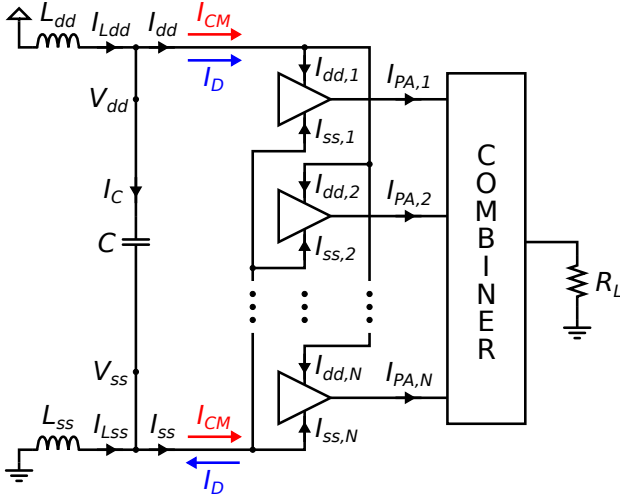 L_dd
I_Ldd
I_dd
I_CM
I_D
I_dd,1
I_PA,1
V_dd
I_ss,1
I_C
C
I_dd,2
I_PA,2
I_ss,2
COMBINER
R_L
V_ss
I_dd,N
I_PA,N
L_ss
I_Lss
I_ss
I_CM
I_ss,N
I_D